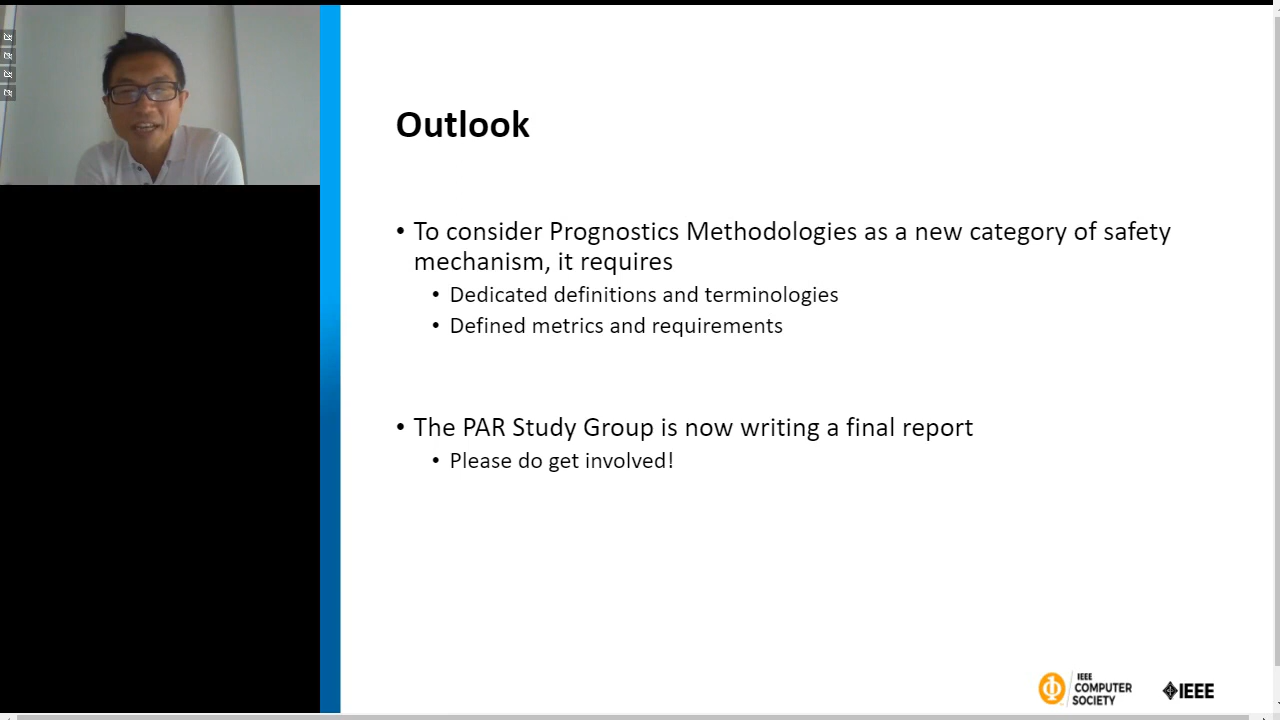 Outlook
• To consider Prognostics Methodologies as a new category of safety
mechanism, it requires
• Dedicated definitions and terminologies
• Defined metrics and requirements
• The PAR Study Group is now writing a final report
• Please do get involved!
IEEE
COMPUTER
SOCIETY
IEEE